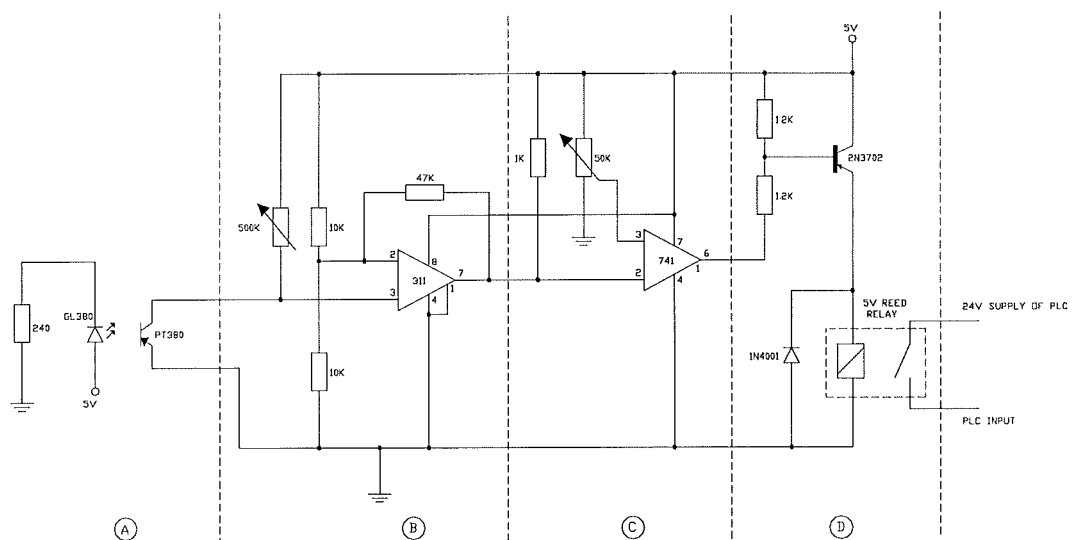 5V
12K
2N3702
12K
1K
50K
47K
500K
10K
2
8
311
7
3
4
1
3
7
741
6
1
2
4
GL380
240
PT380
5V
10K
1N4001
5V REED
RELAY
24V SUPPLY OF PLC
PLC INPUT
A
B
C
D